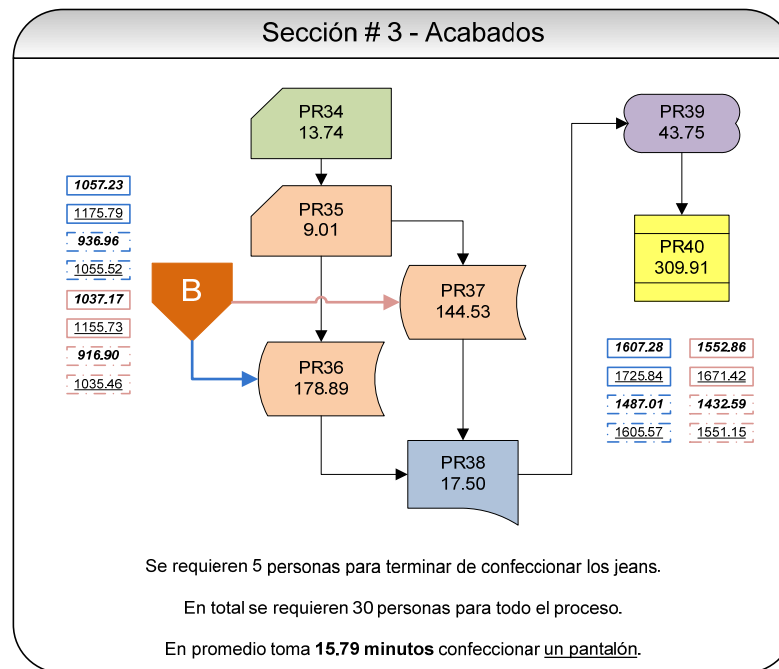 Sección # 3 - Acabados
PR34
13.74
PR39
43.75
1057.23
1175.79
936.96
1055.52
1037.17
1155.73
916.90
1035.46
PR35
9.01
B
PR37
144.53
PR40
309.91
PR36
178.89
1607.28
1725.84
1487.01
1605.57
1552.86
1671.42
1432.59
1551.15
PR38
17.50
Se requieren 5 personas para terminar de confeccionar los jeans.
En total se requieren 30 personas para todo el proceso.
En promedio toma 15.79 minutos confeccionar un pantalón.